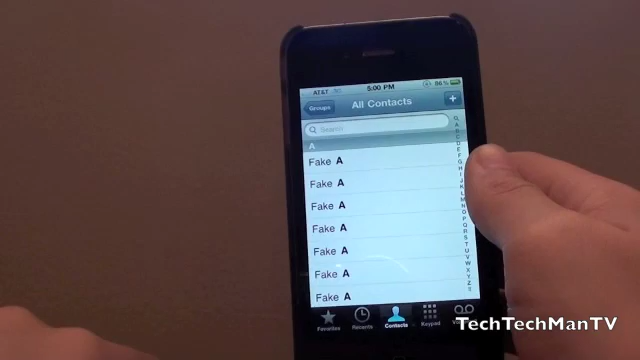 AT&T 5:00 PM 86%
Groups All Contacts +
Search
A
Fake A
Fake A
Fake A
Fake A
Fake A
Fake A
Fake A
A
B
C
D
E
F
G
H
I
J
K
L
M
N
O
P
Q
R
S
T
U
V
W
X
Y
Z
#
Favorites Recents Contacts Keypad
TechTechManTV